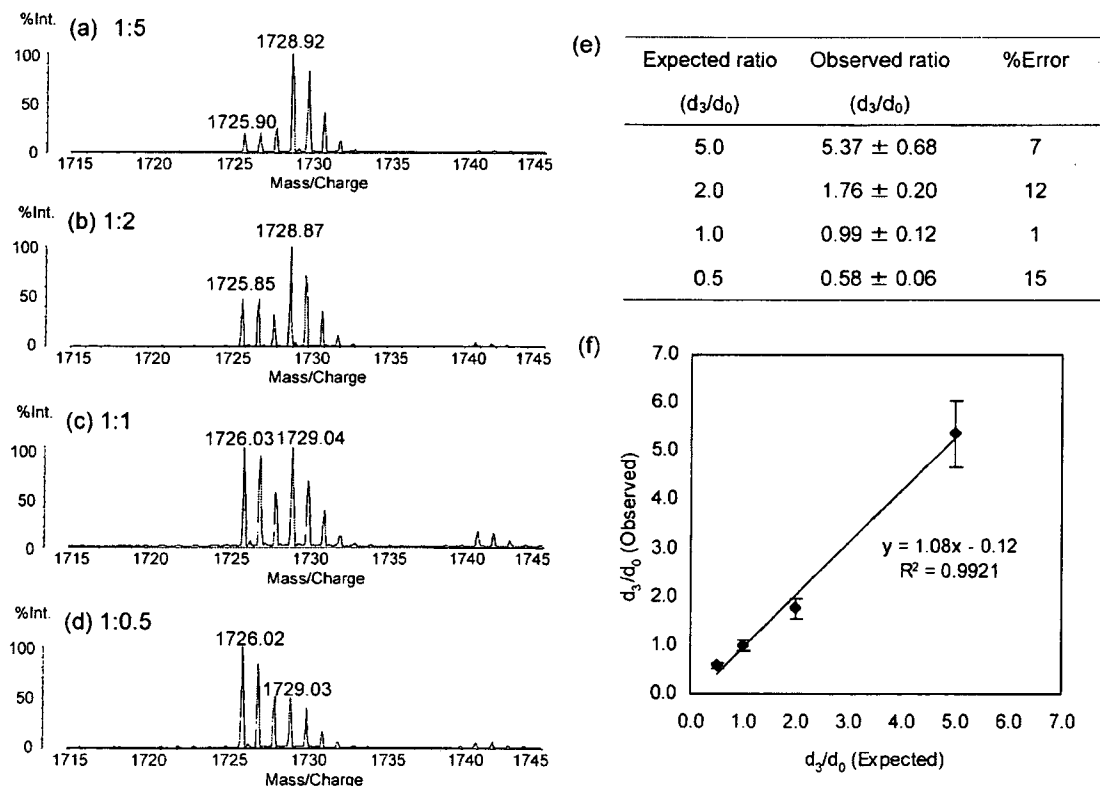 (a) 1:5
%Int.
100
50
0
1728.92
1725.90
1715 1720 1725 1730 1735 1740 1745
Mass/Charge
(b) 1:2
%Int.
100
50
0
1728.87
1725.85
1715 1720 1725 1730 1735 1740 1745
Mass/Charge
(c) 1:1
%Int.
100
50
0
1726.03 1729.04
1715 1720 1725 1730 1735 1740 1745
Mass/Charge
(d) 1:0.5
%Int.
100
50
0
1726.02
1729.03
1715 1720 1725 1730 1735 1740 1745
Mass/Charge
(e)
Expected ratio Observed ratio %Error
(d3/d0) (d3/d0)
5.0 5.37 ± 0.68 7
2.0 1.76 ± 0.20 12
1.0 0.99 ± 0.12 1
0.5 0.58 ± 0.06 15
(f)
7.0
6.0
5.0
4.0
3.0
2.0
1.0
0.0
d3/d0 (Observed)
y = 1.08x - 0.12
R² = 0.9921
0.0 1.0 2.0 3.0 4.0 5.0 6.0 7.0
d3/d0 (Expected)